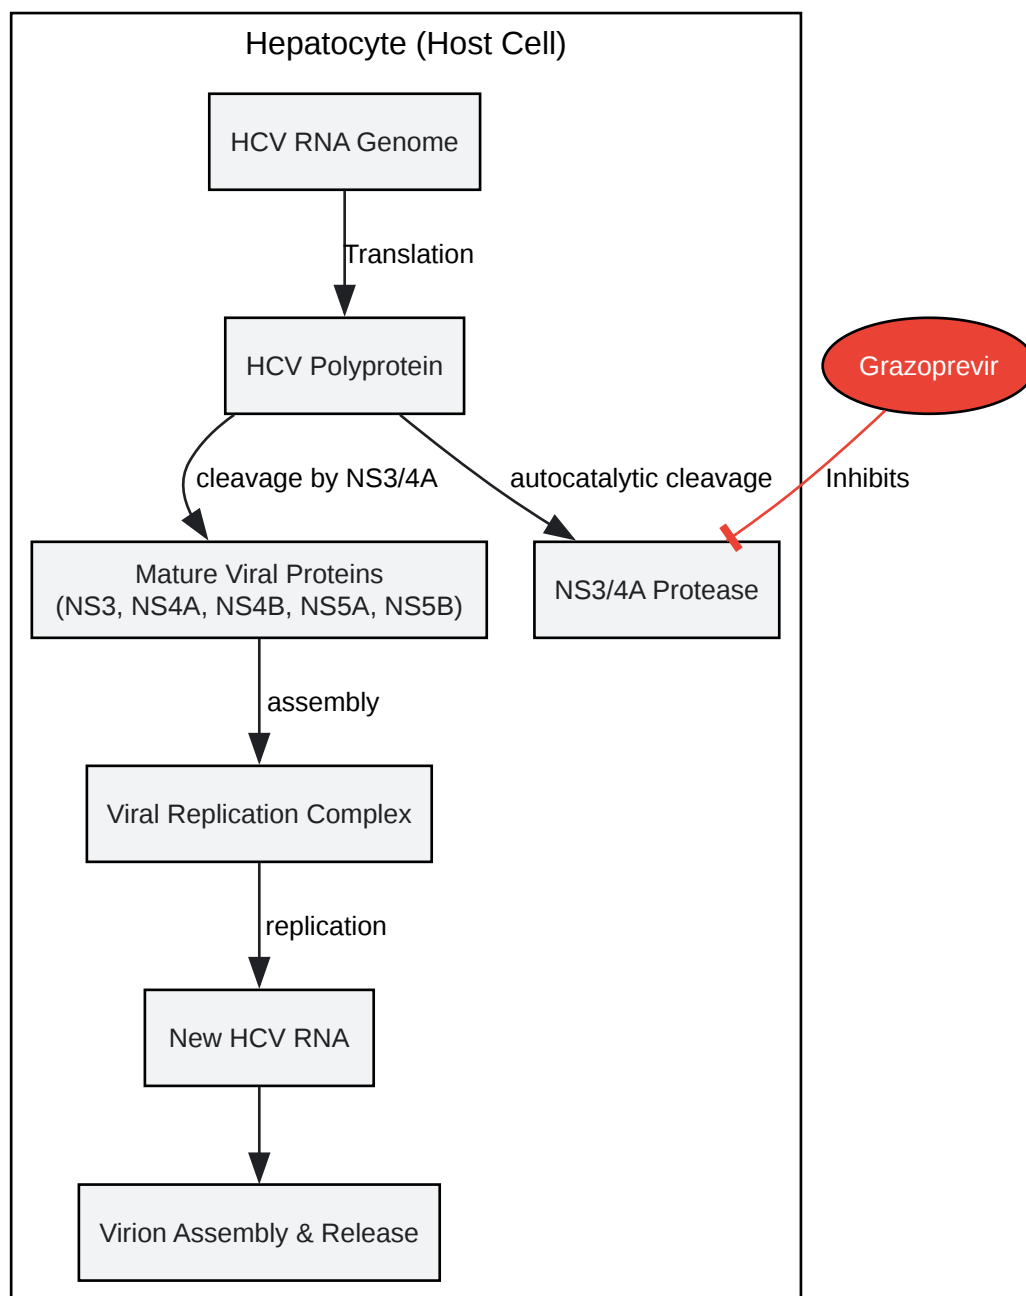 Hepatocyte (Host Cell)
HCV RNA Genome
Translation
HCV Polyprotein
Grazoprevir
cleavage by NS3/4A
autocatalytic cleavage
Inhibits
Mature Viral Proteins
(NS3, NS4A, NS4B, NS5A, NS5B)
NS3/4A Protease
assembly
Viral Replication Complex
replication
New HCV RNA
Virion Assembly & Release